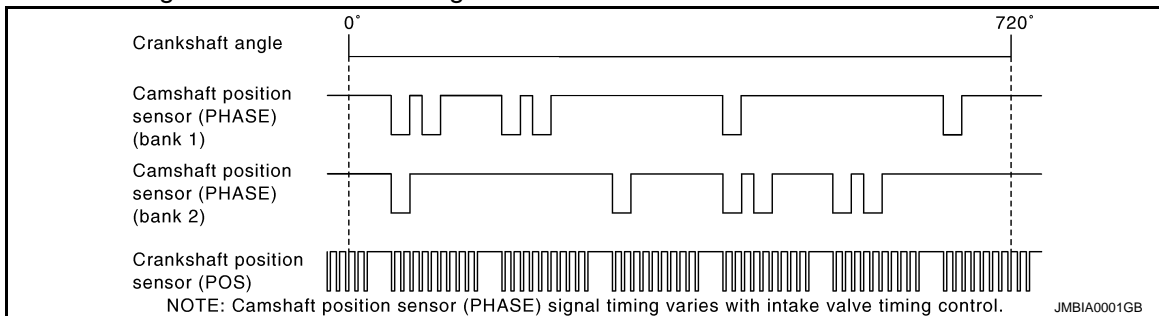 0° 720°
Crankshaft angle
Camshaft position
sensor (PHASE)
(bank 1)
Camshaft position
sensor (PHASE)
(bank 2)
Crankshaft position
sensor (POS)
NOTE: Camshaft position sensor (PHASE) signal timing varies with intake valve timing control.
JMBIA0001GB